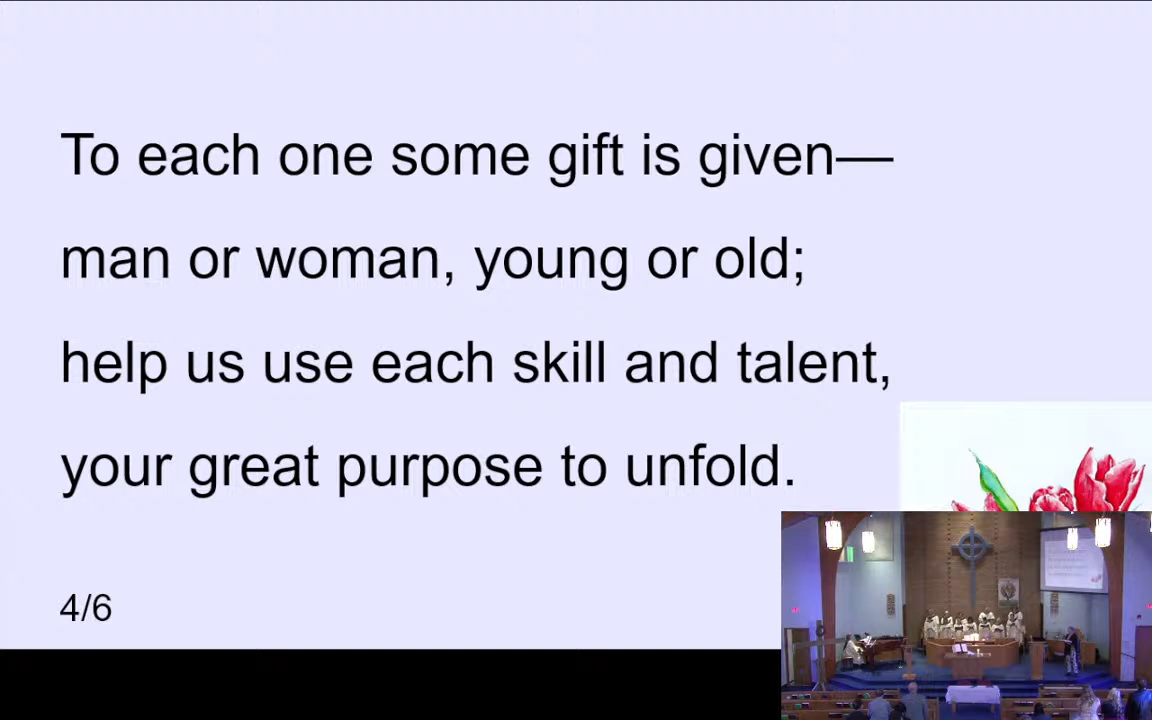 To each one some gift is given—
man or woman, young or old;
help us use each skill and talent,
your great purpose to unfold.
4/6